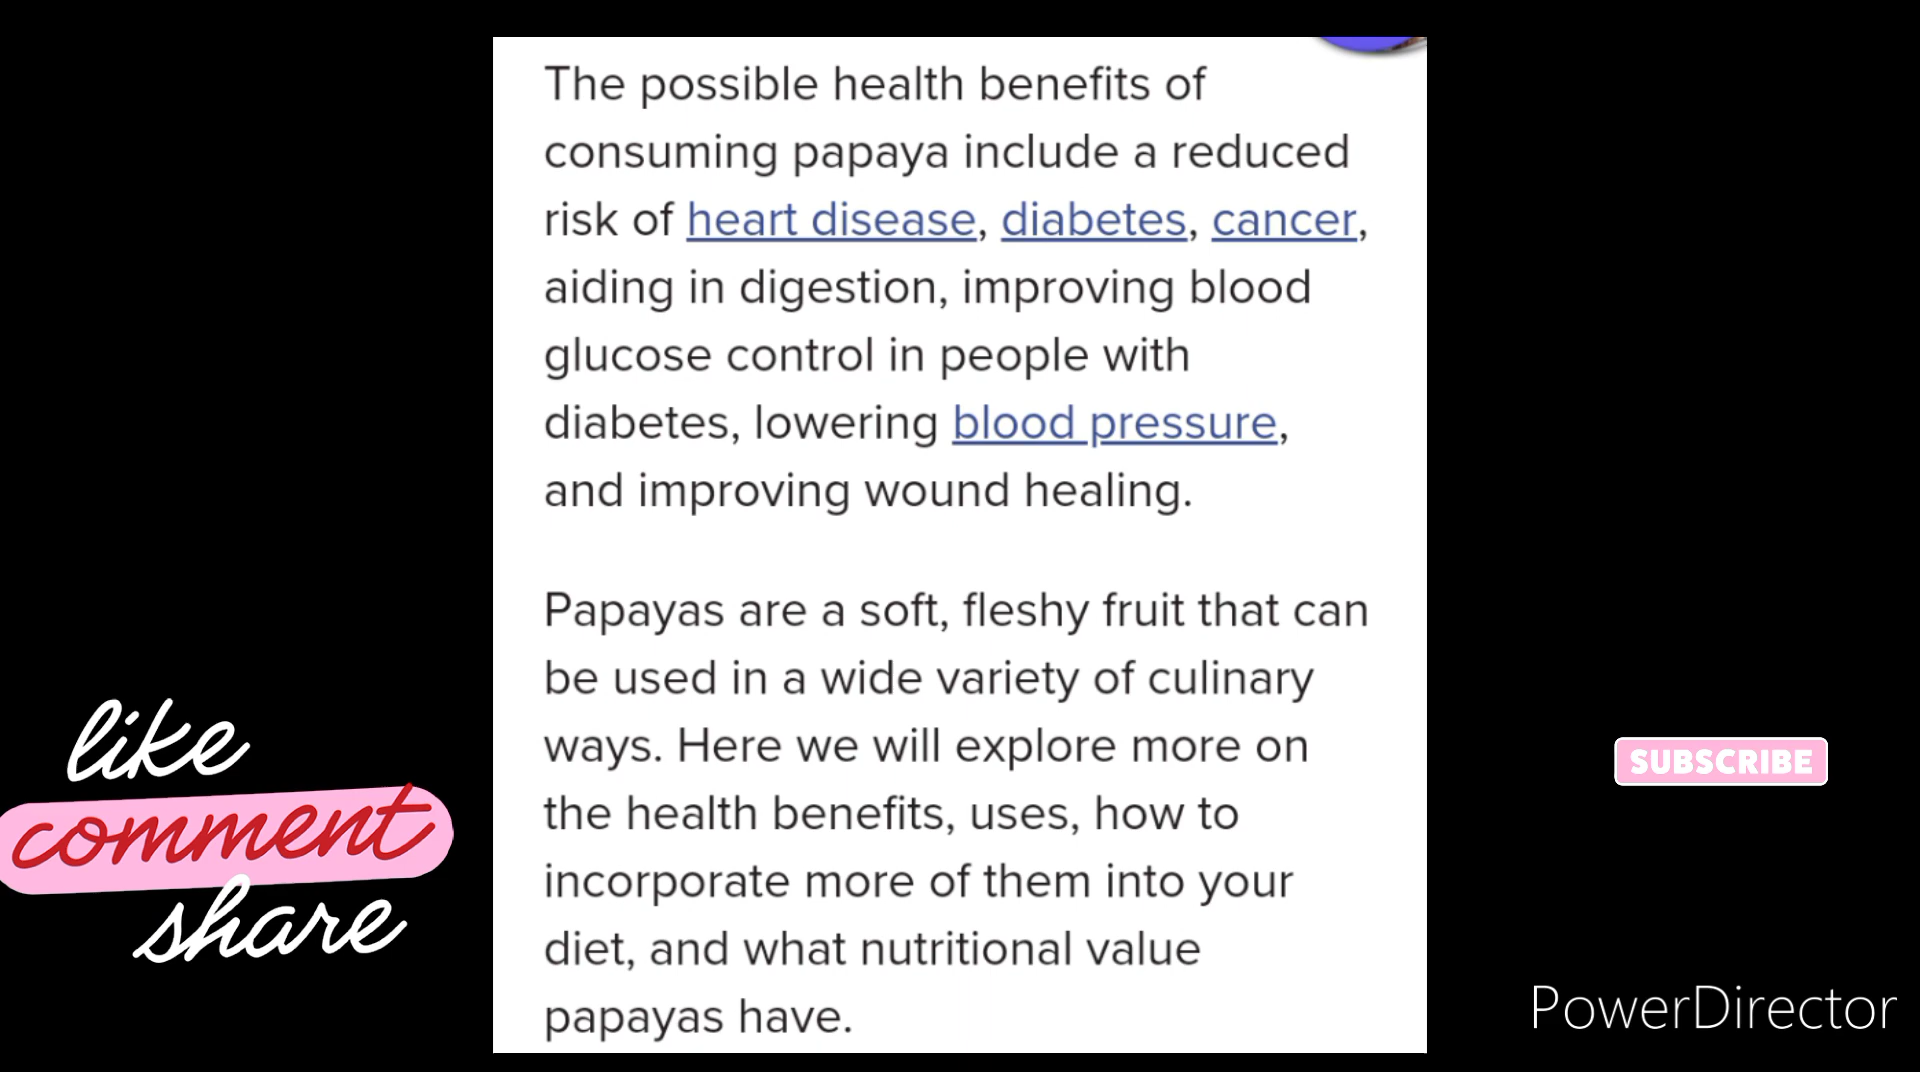 The possible health benefits of
consuming papaya include a reduced
risk of heart disease, diabetes, cancer,
aiding in digestion, improving blood
glucose control in people with
diabetes, lowering blood pressure,
and improving wound healing.
Papayas are a soft, fleshy fruit that can
be used in a wide variety of culinary
ways. Here we will explore more on
the health benefits, uses, how to
incorporate more of them into your
diet, and what nutritional value
papayas have.
like
comment
share
SUBSCRIBE
PowerDirector